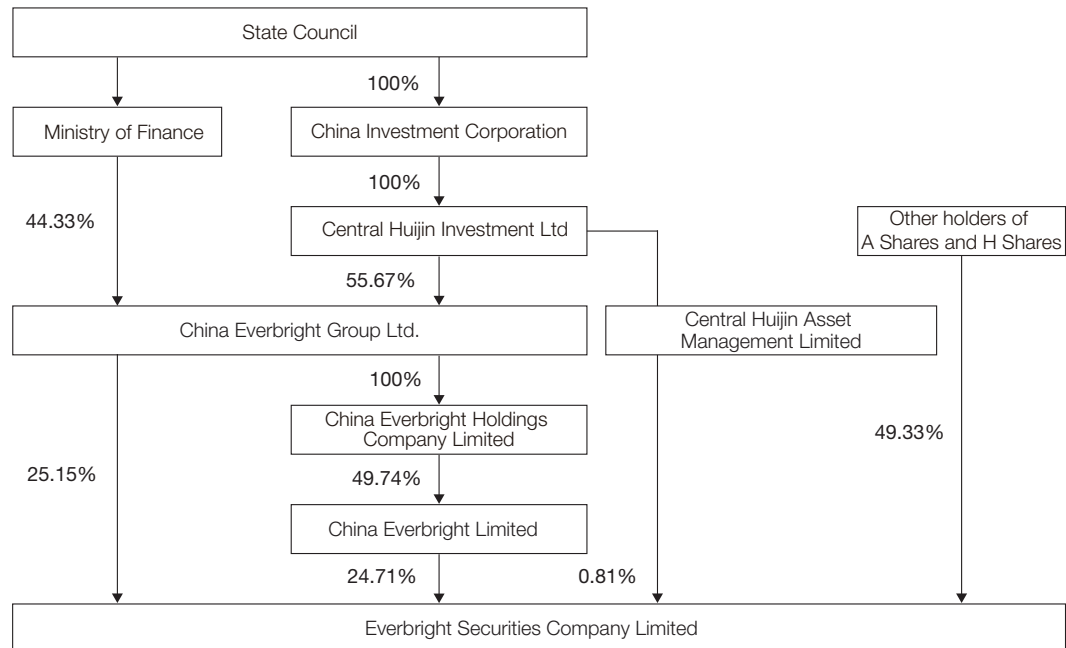 State Council
100%
Ministry of Finance
China Investment Corporation
100%
44.33%
Central Huijin Investment Ltd
Other holders of
A Shares and H Shares
55.67%
China Everbright Group Ltd.
Central Huijin Asset
Management Limited
100%
China Everbright Holdings
Company Limited
49.33%
25.15%
49.74%
China Everbright Limited
24.71%
0.81%
Everbright Securities Company Limited